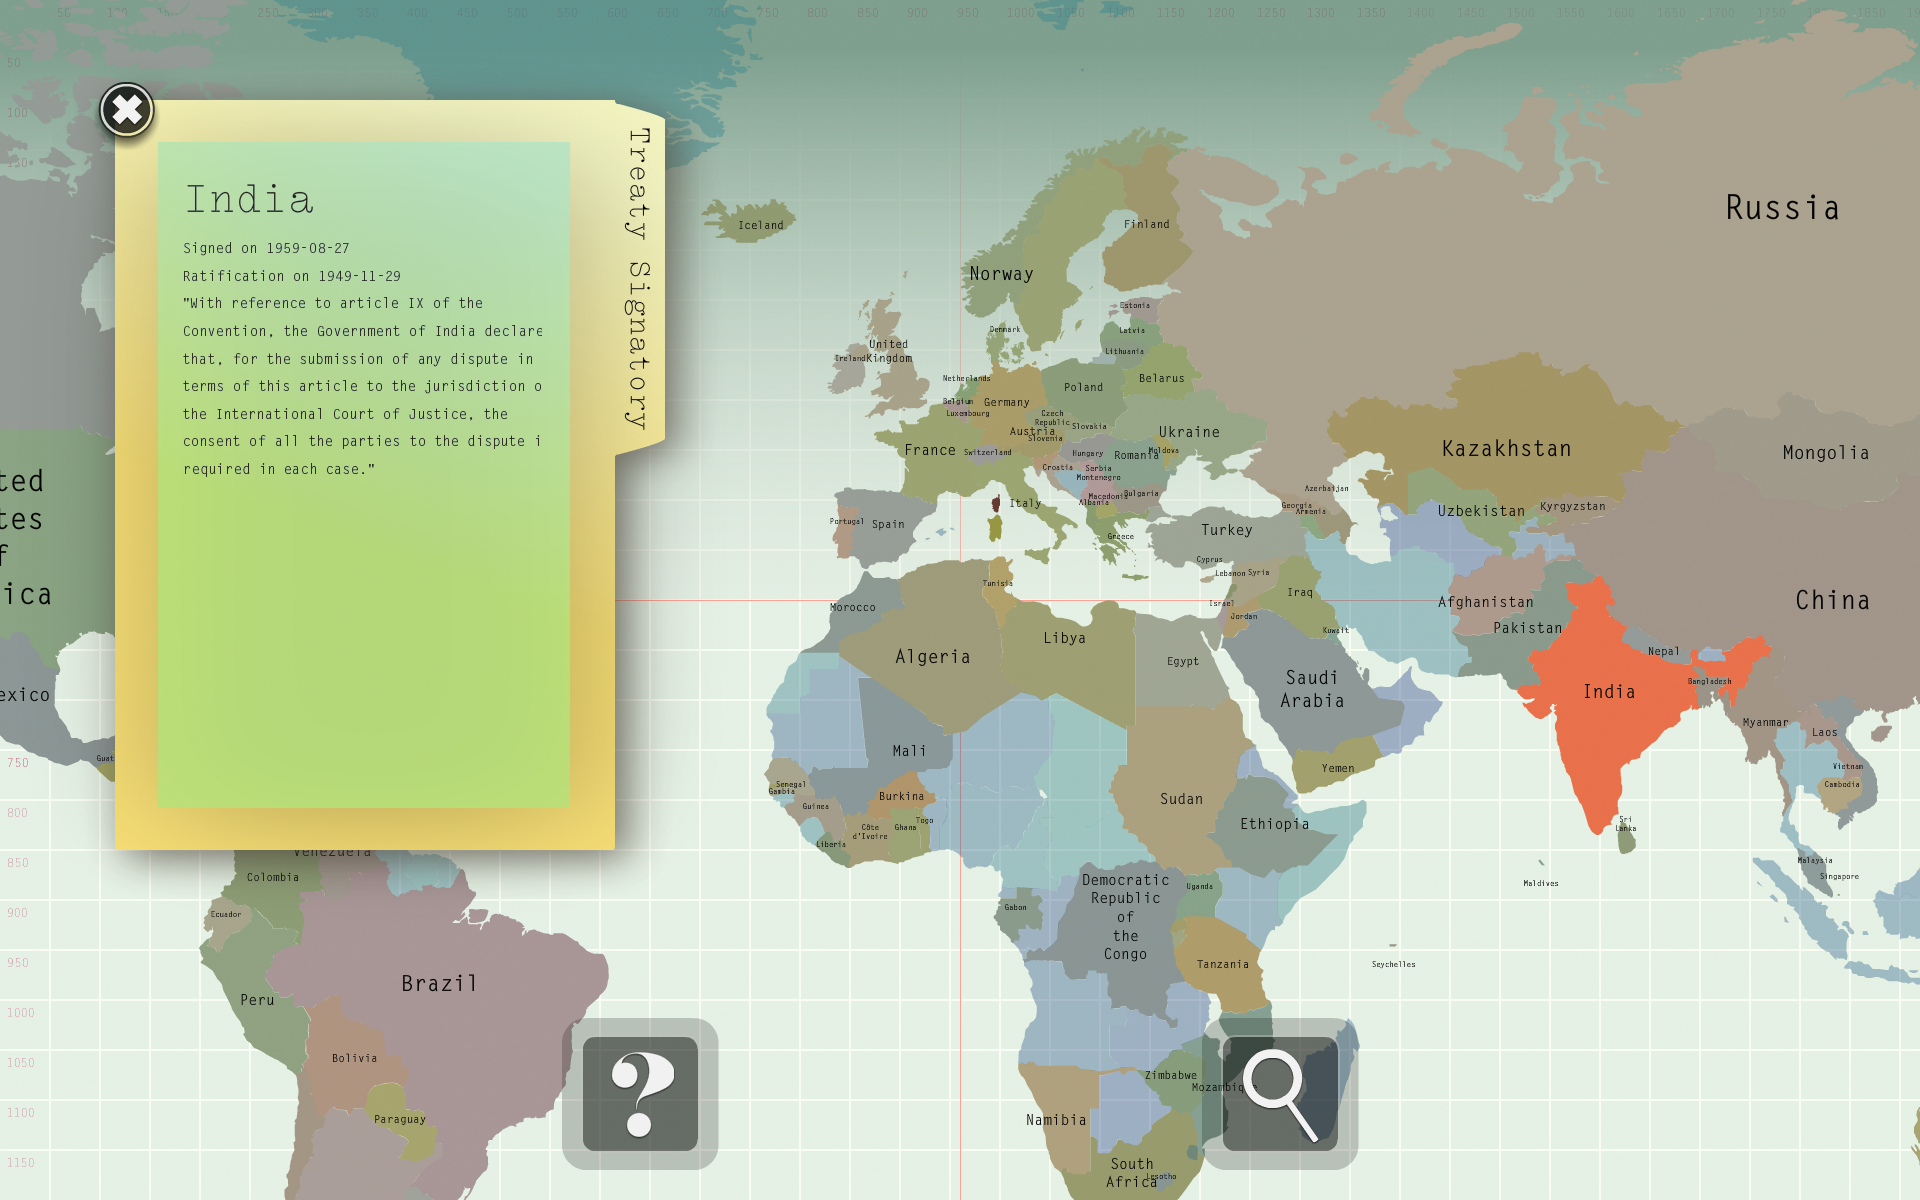 50 100 150 250 300 350 400 450 500 550 600 650 700 750 800 850 900 950 1000 1050 1100 1150 1200 1250 1300 1350 1400 1450 1500 1550 1600 1650 1700 1750 1850
50
100
150
Treaty Signatory
India
Signed on 1959-08-27
Ratification on 1949-11-29
"With reference to article IX of the
Convention, the Government of India declare
that, for the submission of any dispute in
terms of this article to the jurisdiction o
the International Court of Justice, the
consent of all the parties to the dispute i
required in each case."
Russia
Iceland
Finland
Norway
Estonia
Denmark
Latvia
United
Kingdom
Ireland
Lithuania
Netherlands
Belarus
Poland
Belgium
Germany
Luxembourg
Czech
Republic
Slovakia
Austria
Slovenia
Ukraine
France
Switzerland
Hungary
Romania
Moldova
Kazakhstan
Mongolia
Croatia
Serbia
Montenegro
Macedonia
Bulgaria
Albania
Italy
Azerbaijan
Georgia
Armenia
Uzbekistan
Kyrgyzstan
Portugal
Spain
Turkey
Greece
Cyprus
Lebanon
Syria
Tunisia
Iraq
Israel
Jordan
Afghanistan
China
Morocco
Kuwait
Pakistan
Libya
Algeria
Egypt
Nepal
Saudi
Arabia
India
Bangladesh
ted
tes
f
ica
exico
Guat
Myanmar
Laos
Mali
Yemen
Vietnam
Cambodia
Senegal
Gambia
Burkina
Guinea
Sudan
Côte
d'Ivoire
Ghana
Togo
Ethiopia
Sri
Lanka
Liberia
Malaysia
Singapore
Maldives
750
800
850
900
950
1000
1050
1100
1150
Venezuela
Colombia
Ecuador
Democratic
Republic
of
the
Congo
Uganda
Gabon
Tanzania
Seychelles
Brazil
Peru
Bolivia
Paraguay
Zimbabwe
Mozambique
Namibia
South
Africa
Lesotho
?